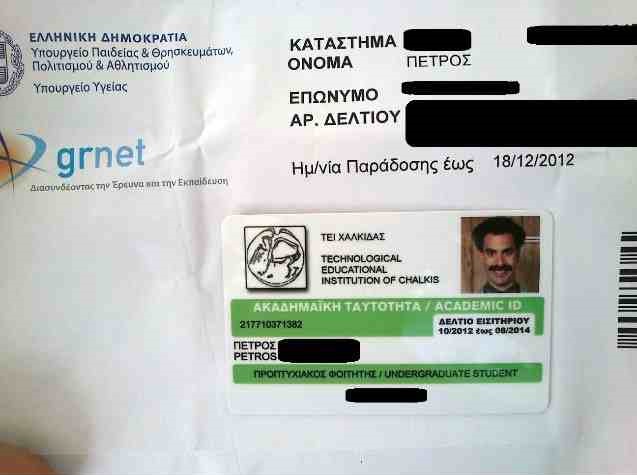 ΕΛΛΗΝΙΚΗ ΔΗΜΟΚΡΑΤΙΑ
Υπουργείο Παιδείας & Θρησκευμάτων,
Πολιτισμού & Αθλητισμού
Υπουργείο Υγείας
grnet
Διασυνδέοντας την Έρευνα και την Εκπαίδευση
ΚΑΤΑΣΤΗΜΑ
ΟΝΟΜΑ ΠΕΤΡΟΣ
ΕΠΩΝΥΜΟ
ΑΡ. ΔΕΛΤΙΟΥ
Ημ/νία Παράδοσης έως 18/12/2012
ΤΕΙ ΧΑΛΚΙΔΑΣ
TECHNOLOGICAL
EDUCATIONAL
INSTITUTION OF CHALKIS
ΑΚΑΔΗΜΑΪΚΗ ΤΑΥΤΟΤΗΤΑ / ACADEMIC ID
217710371382
ΔΕΛΤΙΟ ΕΙΣΙΤΗΡΙΟΥ
10/2012 έως 08/2014
ΠΕΤΡΟΣ
PETROS
ΠΡΟΠΤΥΧΙΑΚΟΣ ΦΟΙΤΗΤΗΣ / UNDERGRADUATE STUDENT